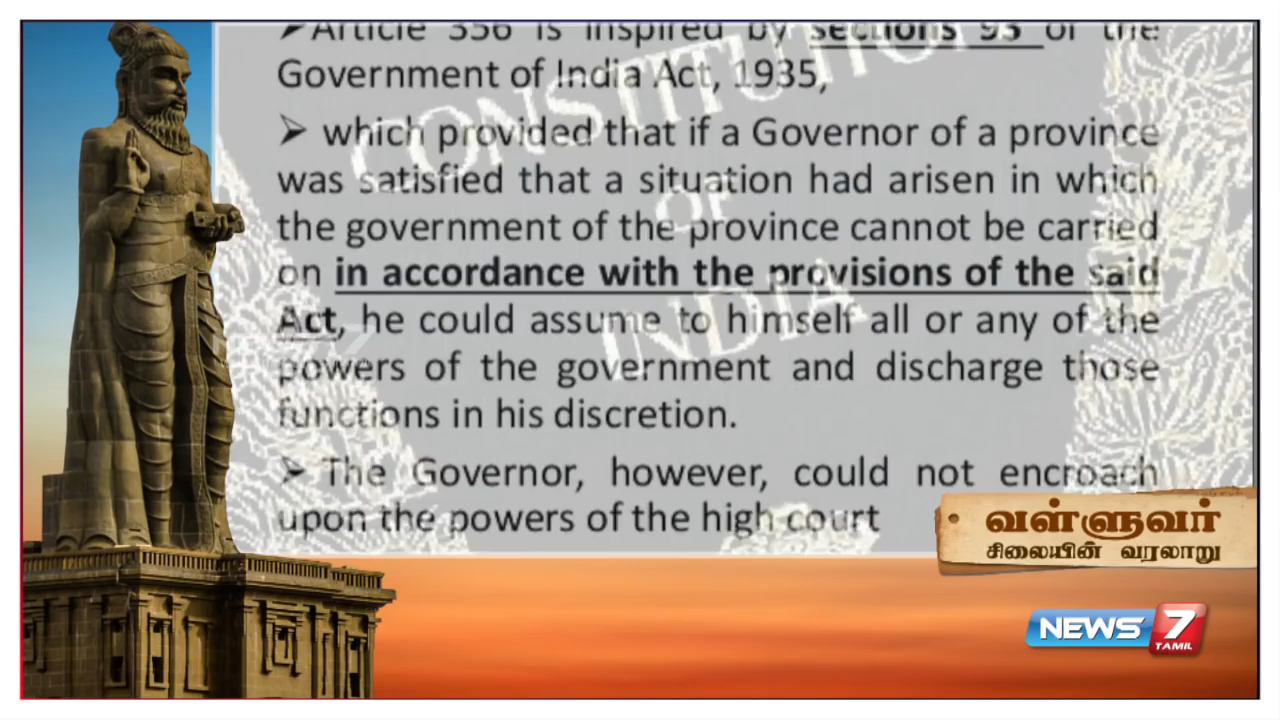 ➤Article 356 is inspired by sections 93 of the
Government of India Act, 1935,
➤ which provided that if a Governor of a province
was satisfied that a situation had arisen in which
the government of the province cannot be carried
on in accordance with the provisions of the said
Act, he could assume to himself all or any of the
powers of the government and discharge those
functions in his discretion.
➤ The Governor, however, could not encroach
upon the powers of the high court
CONSTITUTION
OF
INDIA
வள்ளுவர்
சிலையின் வரலாறு
NEWS 7
TAMIL